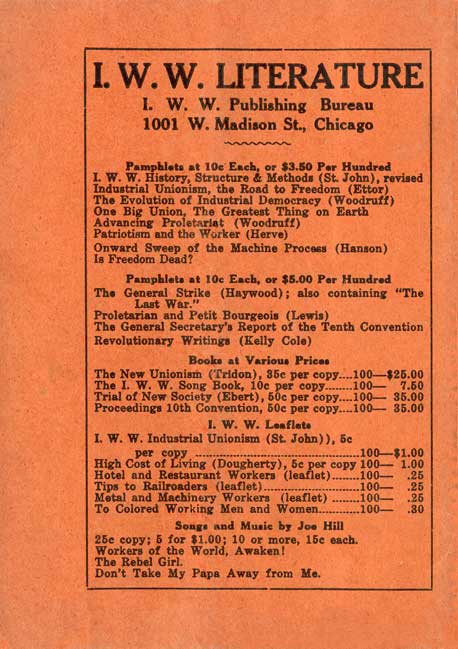 I. W. W. LITERATURE
I. W. W. Publishing Bureau
1001 W. Madison St., Chicago
Pamphlets at 10c Each, or $3.50 Per Hundred
I. W. W. History, Structure & Methods (St. John), revised
Industrial Unionism, the Road to Freedom (Ettor)
The Evolution of Industrial Democracy (Woodruff)
One Big Union, The Greatest Thing on Earth
Advancing Proletariat (Woodruff)
Patriotism and the Worker (Herve)
Onward Sweep of the Machine Process (Hanson)
Is Freedom Dead?
Pamphlets at 10c Each, or $5.00 Per Hundred
The General Strike (Haywood); also containing "The
Last War."
Proletarian and Petit Bourgeois (Lewis)
The General Secretary's Report of the Tenth Convention
Revolutionary Writings (Kelly Cole)
Books at Various Prices
The New Unionism (Tridon), 35c per copy....100—$25.00
The I. W. W. Song Book, 10c per copy........100— 7.50
Trial of New Society (Ebert), 50c per copy....100— 35.00
Proceedings 10th Convention, 50c per copy..100— 35.00
I. W. W. Leaflets
I. W. W. Industrial Unionism (St. John)), 5c
per copy ..........................................100—$1.00
High Cost of Living (Dougherty), 5c per copy 100— 1.00
Hotel and Restaurant Workers (leaflet).........100— .25
Tips to Railroaders (leaflet).......................100— .25
Metal and Machinery Workers (leaflet) .........100— .25
To Colored Working Men and Women...........100— .30
Songs and Music by Joe Hill
25c copy; 5 for $1.00; 10 or more, 15c each.
Workers of the World, Awaken!
The Rebel Girl.
Don't Take My Papa Away from Me.